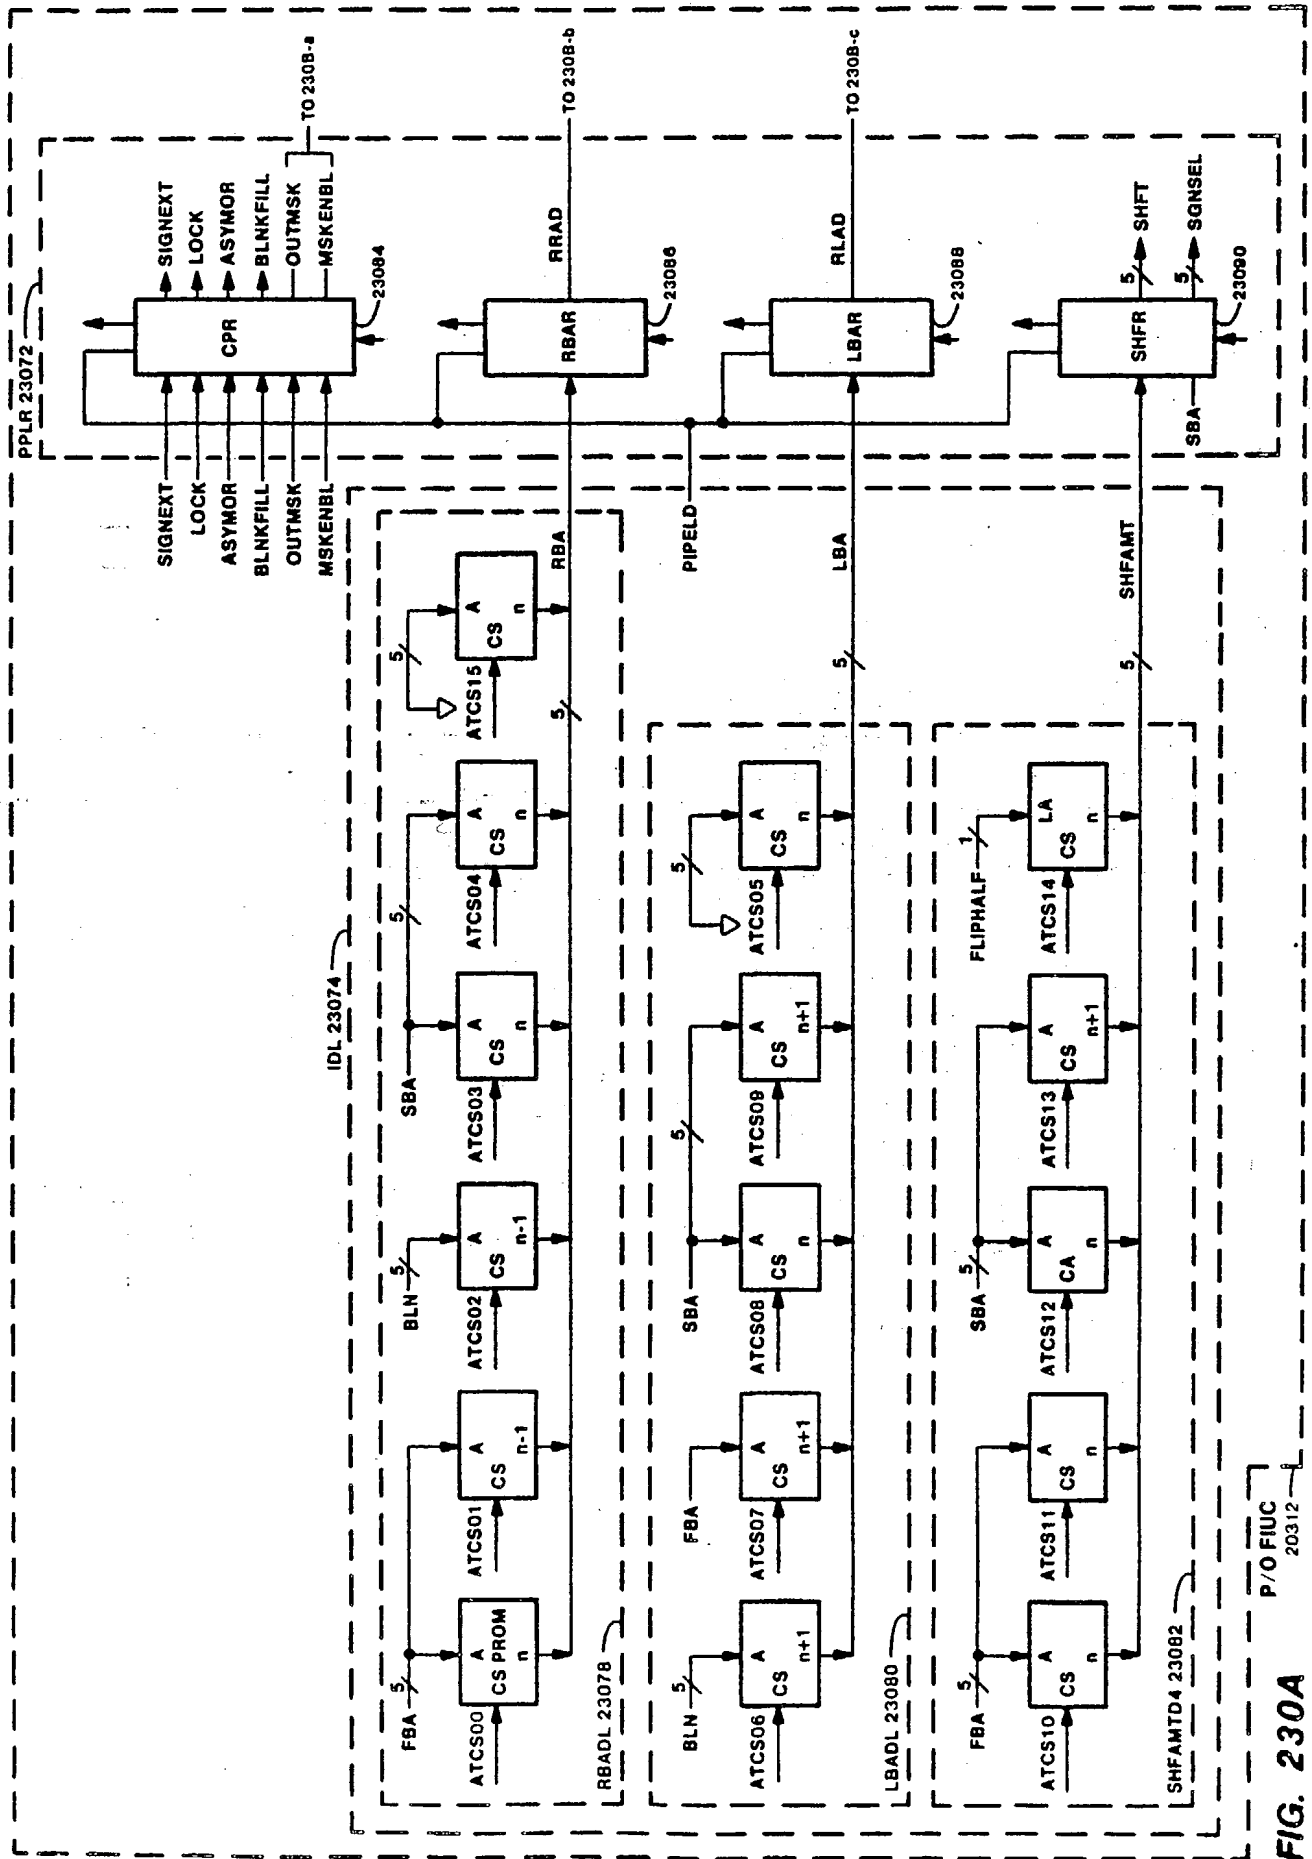 PPLR 23072
SIGNEXT
LOCK
ASYMOR
BLNKFILL
OUTMSK
MSKENBL
CPR
SIGNEXT
LOCK
ASYMOR
BLNKFILL
OUTMSK
MSKENBL
TO 230B-a
23084
RBAR
RRAD
TO 230B-b
23086
LBAR
RLAD
TO 230B-c
23088
SHFR
SBA
5
SHFT
5
SGNSEL
23090
PIPELD
IDL 23074
FBA
5
ATCS00
A
CS PROM
n
ATCS01
A
CS
n-1
BLN
5
ATCS02
A
CS
n-1
SBA
5
ATCS03
A
CS
n
ATCS04
A
CS
n
5
ATCS15
A
CS
n
5
RBA
RBADL 23078
BLN
5
ATCS06
A
CS
n+1
FBA
ATCS07
A
CS
n+1
SBA
5
ATCS08
A
CS
n
ATCS09
A
CS
n+1
5
ATCS05
A
CS
n
5
LBA
LBADL 23080
FBA
5
ATCS10
A
CS
n
ATCS11
A
CS
n
SBA
5
ATCS12
A
CA
n
ATCS13
A
CS
n+1
FLIPHALF
1
ATCS14
LA
CS
n
5
SHFAMT
SHFAMTD4 23082
P/O FIUC
20312
FIG. 230A